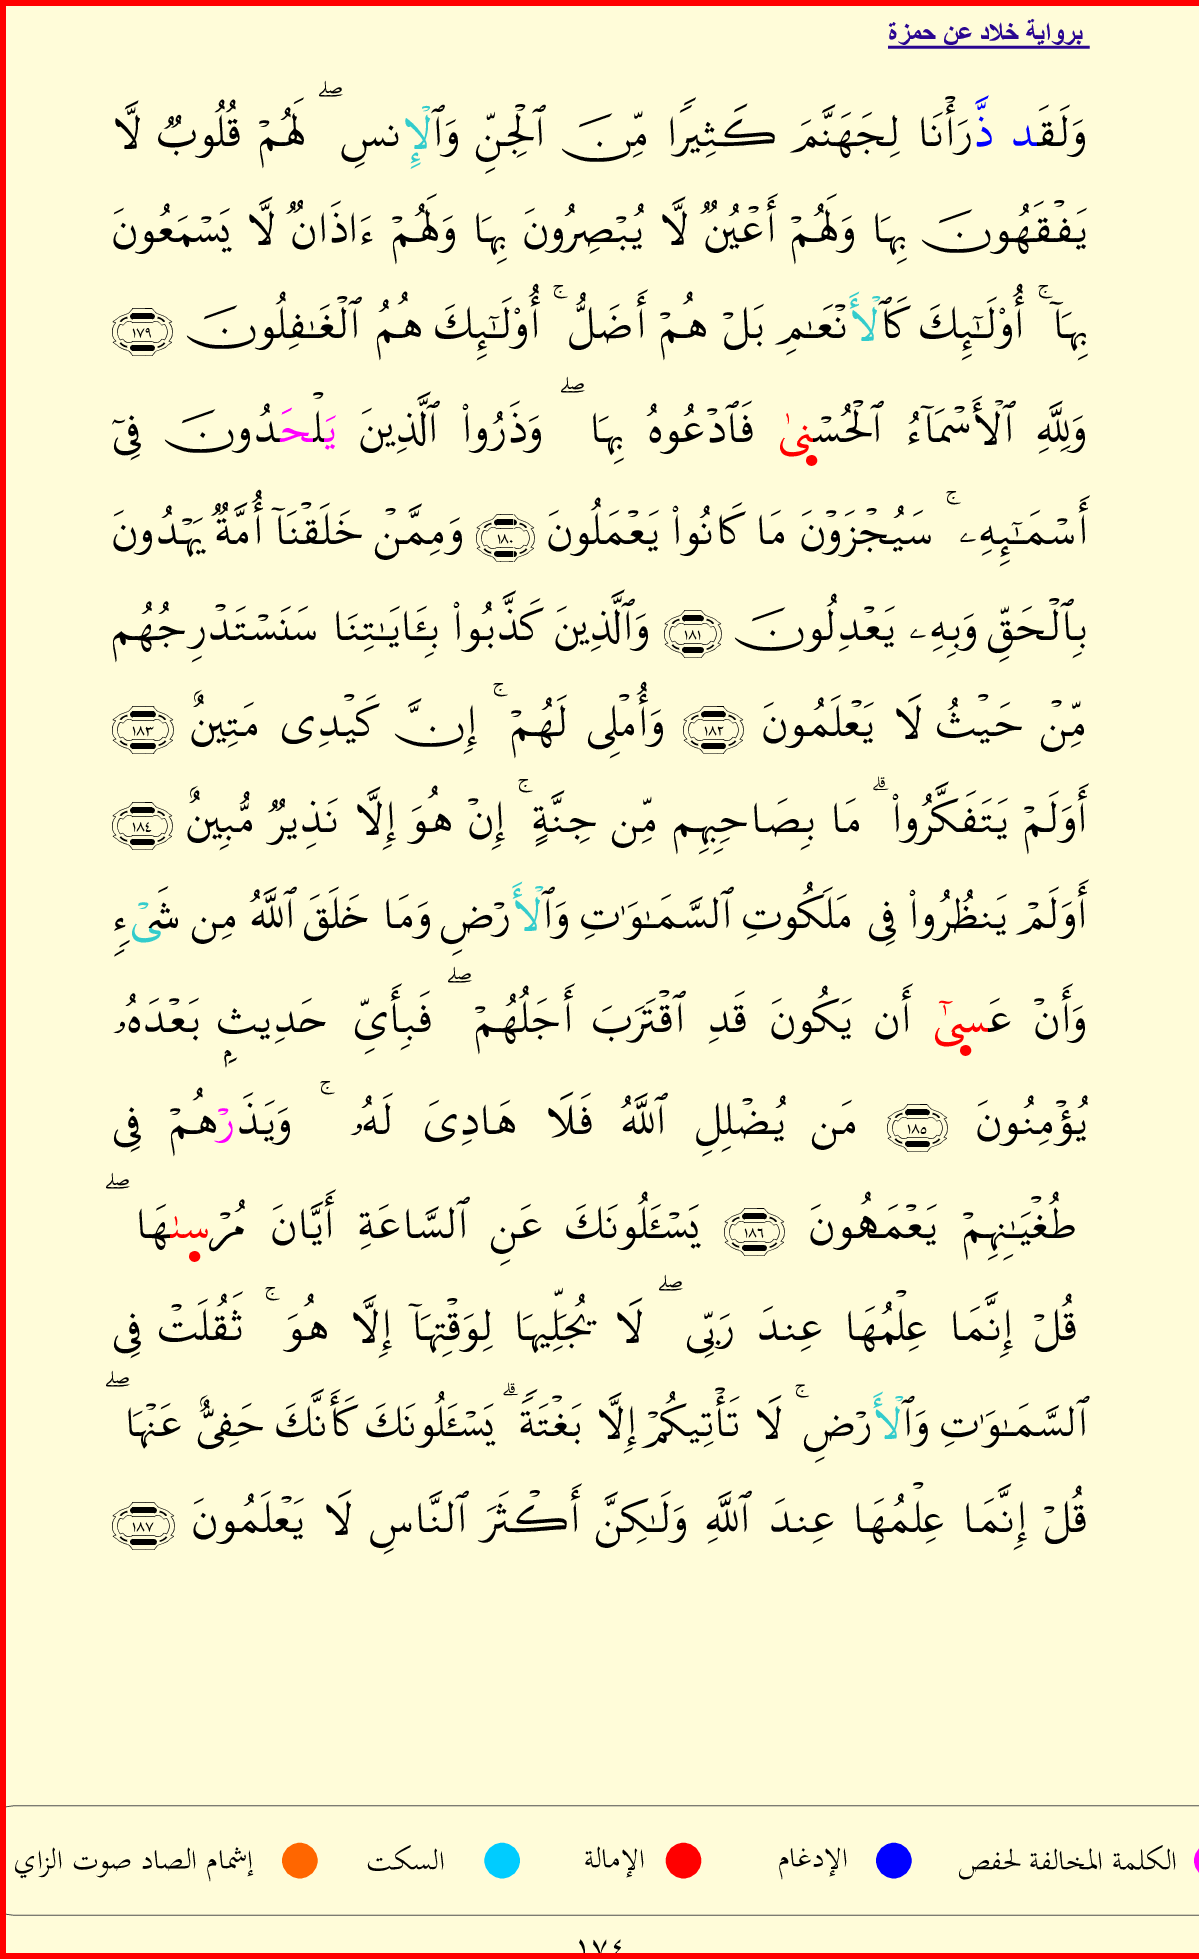 برواية خلاد عن حمزة
وَلَقَد ذَّرَأْنَا لِجَهَنَّمَ كَثِيرًا مِّنَ ٱلْجِنِّ وَٱلْإِنسِ ۖ لَهُمْ قُلُوبٌ لَّا
يَفْقَهُونَ بِهَا وَلَهُمْ أَعْيُنٌ لَّا يُبْصِرُونَ بِهَا وَلَهُمْ ءَاذَانٌ لَّا يَسْمَعُونَ
بِهَآ ۚ أُو۟لَـٰٓئِكَ كَٱلْأَنْعَـٰمِ بَلْ هُمْ أَضَلُّ ۚ أُو۟لَـٰٓئِكَ هُمُ ٱلْغَـٰفِلُونَ ١٧٩
وَلِلَّهِ ٱلْأَسْمَآءُ ٱلْحُسْنىٰ فَٱدْعُوهُ بِهَا ۖ وَذَرُوا۟ ٱلَّذِينَ يَلْحَدُونَ فِىٓ
أَسْمَـٰٓئِهِۦ ۚ سَيُجْزَوْنَ مَا كَانُوا۟ يَعْمَلُونَ ١٨٠ وَمِمَّنْ خَلَقْنَآ أُمَّةٌ يَهْدُونَ
بِٱلْحَقِّ وَبِهِۦ يَعْدِلُونَ ١٨١ وَٱلَّذِينَ كَذَّبُوا۟ بِـَٔايَـٰتِنَا سَنَسْتَدْرِجُهُم
مِّنْ حَيْثُ لَا يَعْلَمُونَ ١٨٢ وَأُمْلِى لَهُمْ ۚ إِنَّ كَيْدِى مَتِينٌ ١٨٣
أَوَلَمْ يَتَفَكَّرُوا۟ ۗ مَا بِصَاحِبِهِم مِّن جِنَّةٍ ۚ إِنْ هُوَ إِلَّا نَذِيرٌ مُّبِينٌ ١٨٤
أَوَلَمْ يَنظُرُوا۟ فِى مَلَكُوتِ ٱلسَّمَـٰوَٰتِ وَٱلْأَرْضِ وَمَا خَلَقَ ٱللَّهُ مِن شَىْءٍ
وَأَنْ عَسىٰٓ أَن يَكُونَ قَدِ ٱقْتَرَبَ أَجَلُهُمْ ۖ فَبِأَىِّ حَدِيثٍۭ بَعْدَهُۥ
يُؤْمِنُونَ ١٨٥ مَن يُضْلِلِ ٱللَّهُ فَلَا هَادِىَ لَهُۥ ۚ وَيَذَرْهُمْ فِى
طُغْيَـٰنِهِمْ يَعْمَهُونَ ١٨٦ يَسْـَٔلُونَكَ عَنِ ٱلسَّاعَةِ أَيَّانَ مُرْسىٰهَا ۖ
قُلْ إِنَّمَا عِلْمُهَا عِندَ رَبِّى ۖ لَا يُجَلِّيهَا لِوَقْتِهَآ إِلَّا هُوَ ۚ ثَقُلَتْ فِى
ٱلسَّمَـٰوَٰتِ وَٱلْأَرْضِ ۚ لَا تَأْتِيكُمْ إِلَّا بَغْتَةً ۗ يَسْـَٔلُونَكَ كَأَنَّكَ حَفِىٌّ عَنْهَا ۖ
قُلْ إِنَّمَا عِلْمُهَا عِندَ ٱللَّهِ وَلَـٰكِنَّ أَكْثَرَ ٱلنَّاسِ لَا يَعْلَمُونَ ١٨٧
الكلمة المخالفة لحفص الإدغام الإمالة السكت إشمام الصاد صوت الزاي
١٧٤